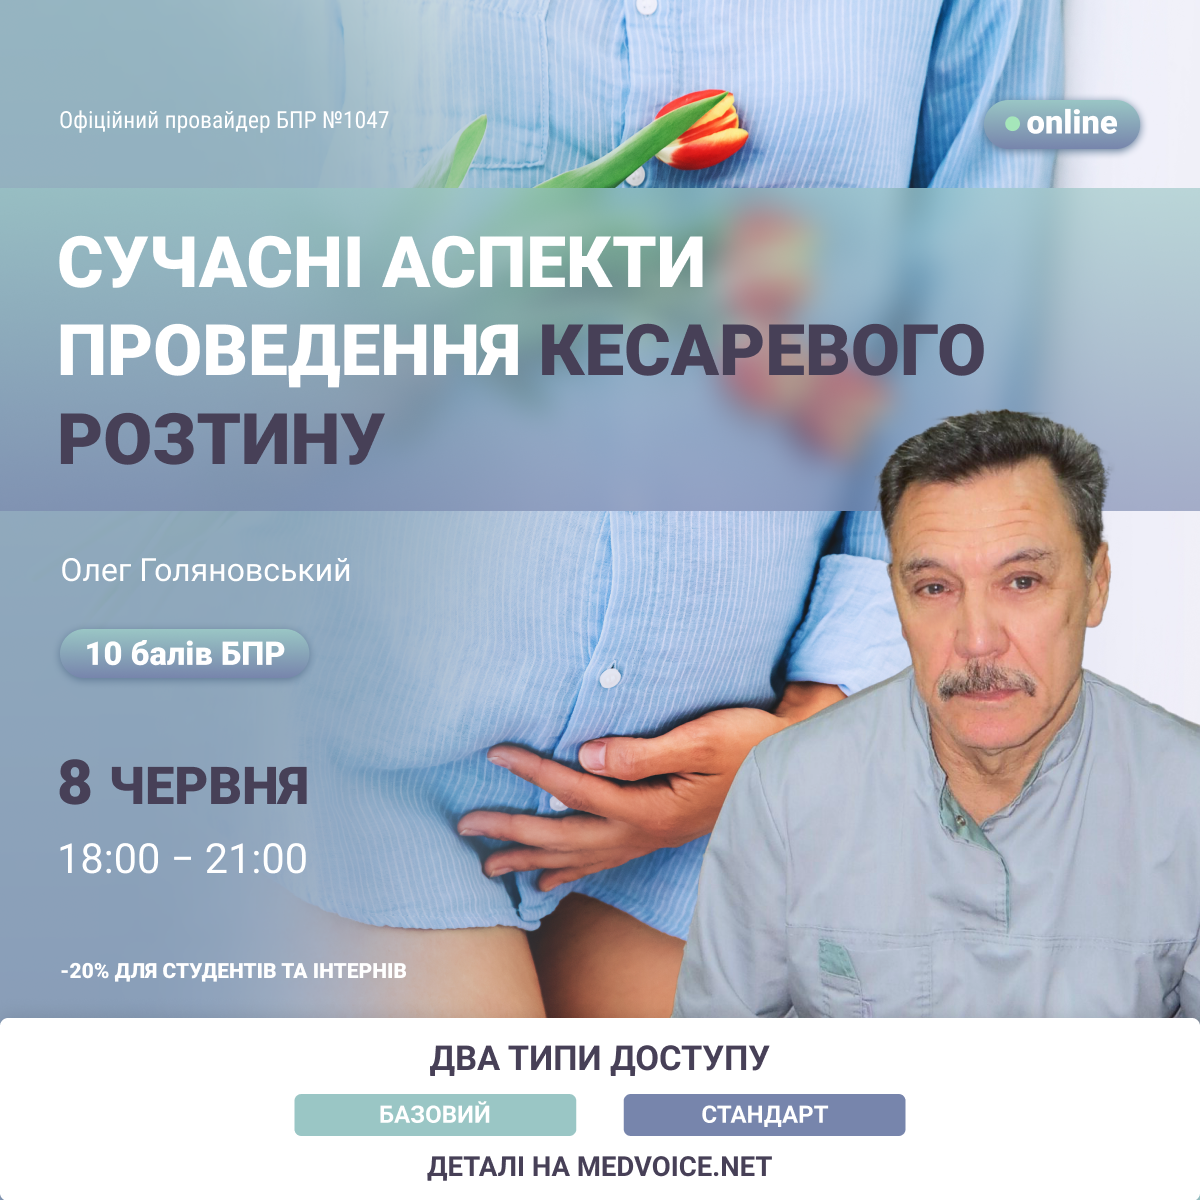 Офіційний провайдер БПР №1047
online
СУЧАСНІ АСПЕКТИ
ПРОВЕДЕННЯ КЕСАРЕВОГО
РОЗТИНУ
Олег Голяновський
10 балів БПР
8 ЧЕРВНЯ
18:00 – 21:00
-20% ДЛЯ СТУДЕНТІВ ТА ІНТЕРНІВ
ДВА ТИПИ ДОСТУПУ
БАЗОВИЙ
СТАНДАРТ
ДЕТАЛІ НА MEDVOICE.NET